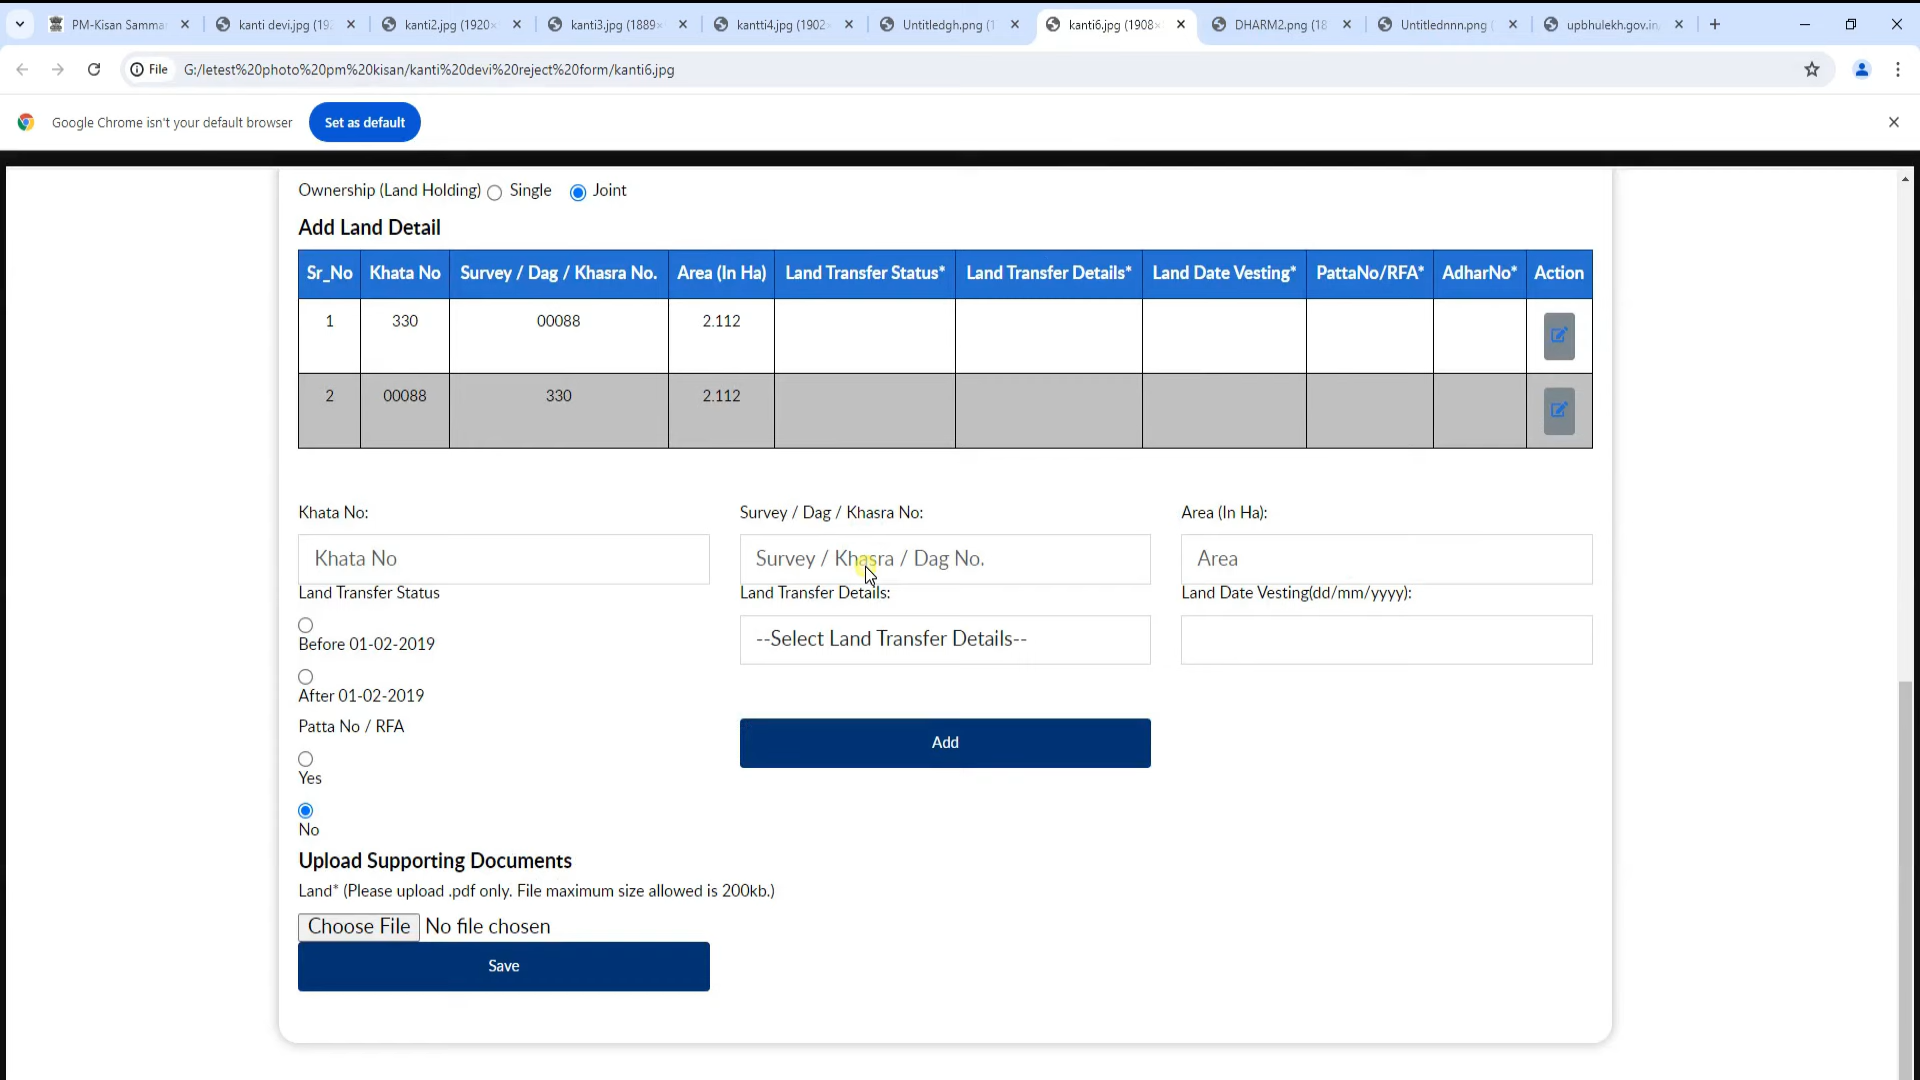 PM-Kisan Samma
kanti devi.jpg (192
kanti2.jpg (1920×
kanti3.jpg (1889×
kantti4.jpg (1902×
Untitledgh.png (1
kanti6.jpg (1908×
DHARM2.png (18
Untitlednnn.png (
upbhulekh.gov.in
File
G:/letest%20photo%20pm%20kisan/kanti%20devi%20reject%20form/kanti6.jpg
Google Chrome isn't your default browser
Set as default
Ownership (Land Holding) Single Joint
Add Land Detail
Sr_No Khata No Survey / Dag / Khasra No. Area (In Ha) Land Transfer Status* Land Transfer Details* Land Date Vesting* PattaNo/RFA* AdharNo* Action
1 330 00088 2.112
2 00088 330 2.112
Khata No: Survey / Dag / Khasra No: Area (In Ha):
Khata No Survey / Khasra / Dag No. Area
Land Transfer Status Land Transfer Details: Land Date Vesting(dd/mm/yyyy):
--Select Land Transfer Details--
Before 01-02-2019
After 01-02-2019
Patta No / RFA
Add
Yes
No
Upload Supporting Documents
Land* (Please upload .pdf only. File maximum size allowed is 200kb.)
Choose File No file chosen
Save